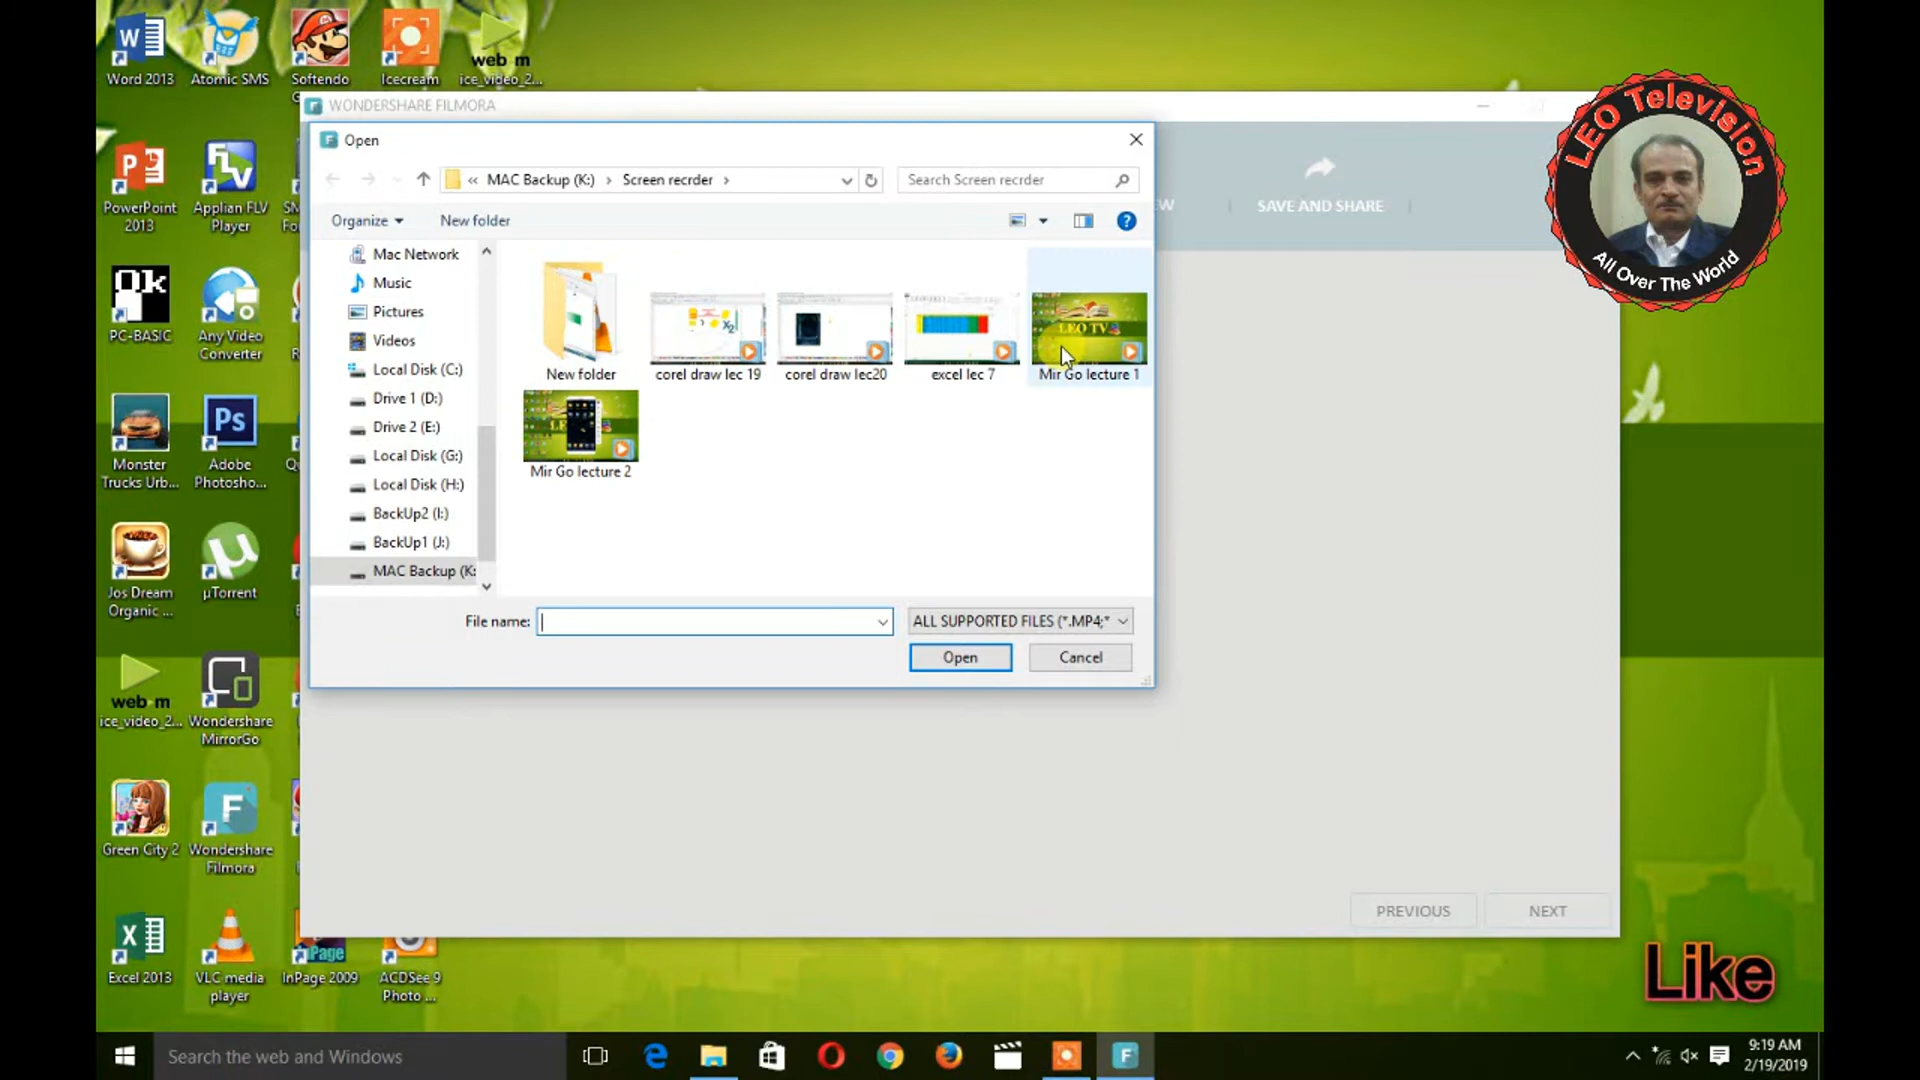 Word 2013
Atomic SMS
Softendo
Icecream
web m
ice_video_2...
WONDERSHARE FILMORA
Open
« MAC Backup (K:) › Screen recrder ›
Search Screen recrder
Organize
New folder
?
SAVE AND SHARE
LEO Television
All Over The World
PowerPoint
2013
Applian FLV
Player
FLV
Mac Network
Music
Pictures
Videos
Local Disk (C:)
Drive 1 (D:)
Drive 2 (E:)
Local Disk (G:)
Local Disk (H:)
BackUp2 (I:)
BackUp1 (J:)
MAC Backup (K:
New folder
corel draw lec 19
corel draw lec20
excel lec 7
LEO TV
Mir Go lecture 1
Mir Go lecture 2
Ok
PC-BASIC
Any Video
Converter
Monster
Trucks Urb...
Ps
Adobe
Photosho...
Jos Dream
Organic ...
µTorrent
File name:
ALL SUPPORTED FILES (*.MP4;*
Open
Cancel
web m
ice_video_2...
Wondershare
MirrorGo
Green City 2
Wondershare
Filmora
PREVIOUS
NEXT
Excel 2013
VLC media
player
InPage 2009
ACDSee 9
Photo ...
Like
Search the web and Windows
9:19 AM
2/19/2019